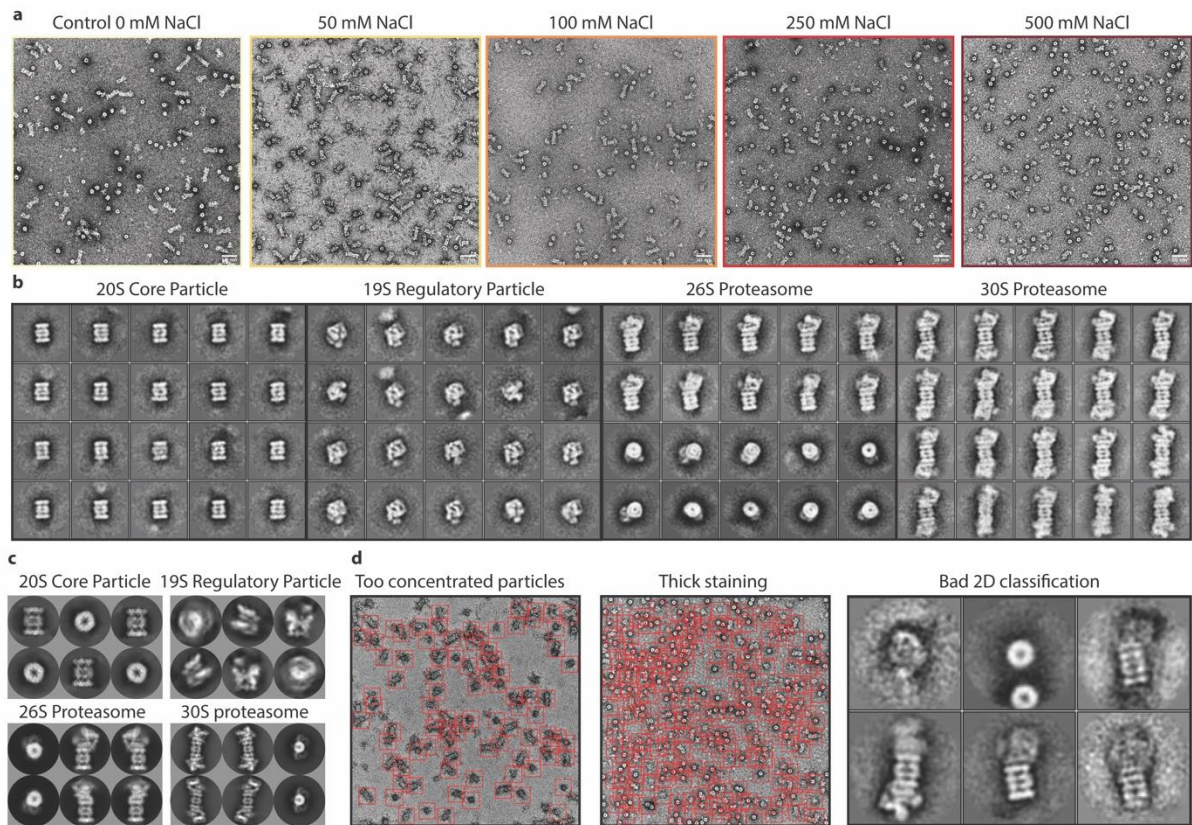 a
Control 0 mM NaCl 50 mM NaCl 100 mM NaCl 250 mM NaCl 500 mM NaCl
b
20S Core Particle 19S Regulatory Particle 26S Proteasome 30S Proteasome
c
20S Core Particle 19S Regulatory Particle
26S Proteasome 30S proteasome
d
Too concentrated particles Thick staining Bad 2D classification